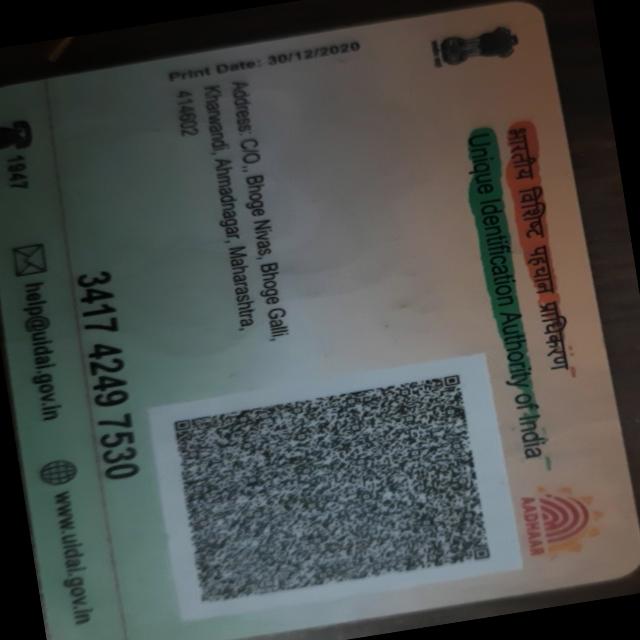 भारतीय विशिष्ट पहचान प्राधिकरण
Unique Identification Authority of India
AADHAAR
Print Date: 30/12/2020
Address: C/O., Bhoge Nivas, Bhoge Galli,
Kharwandi, Ahmadnagar, Maharashtra,
414602
3417 4249 7530
1947
help@uidai.gov.in
www.uidai.gov.in